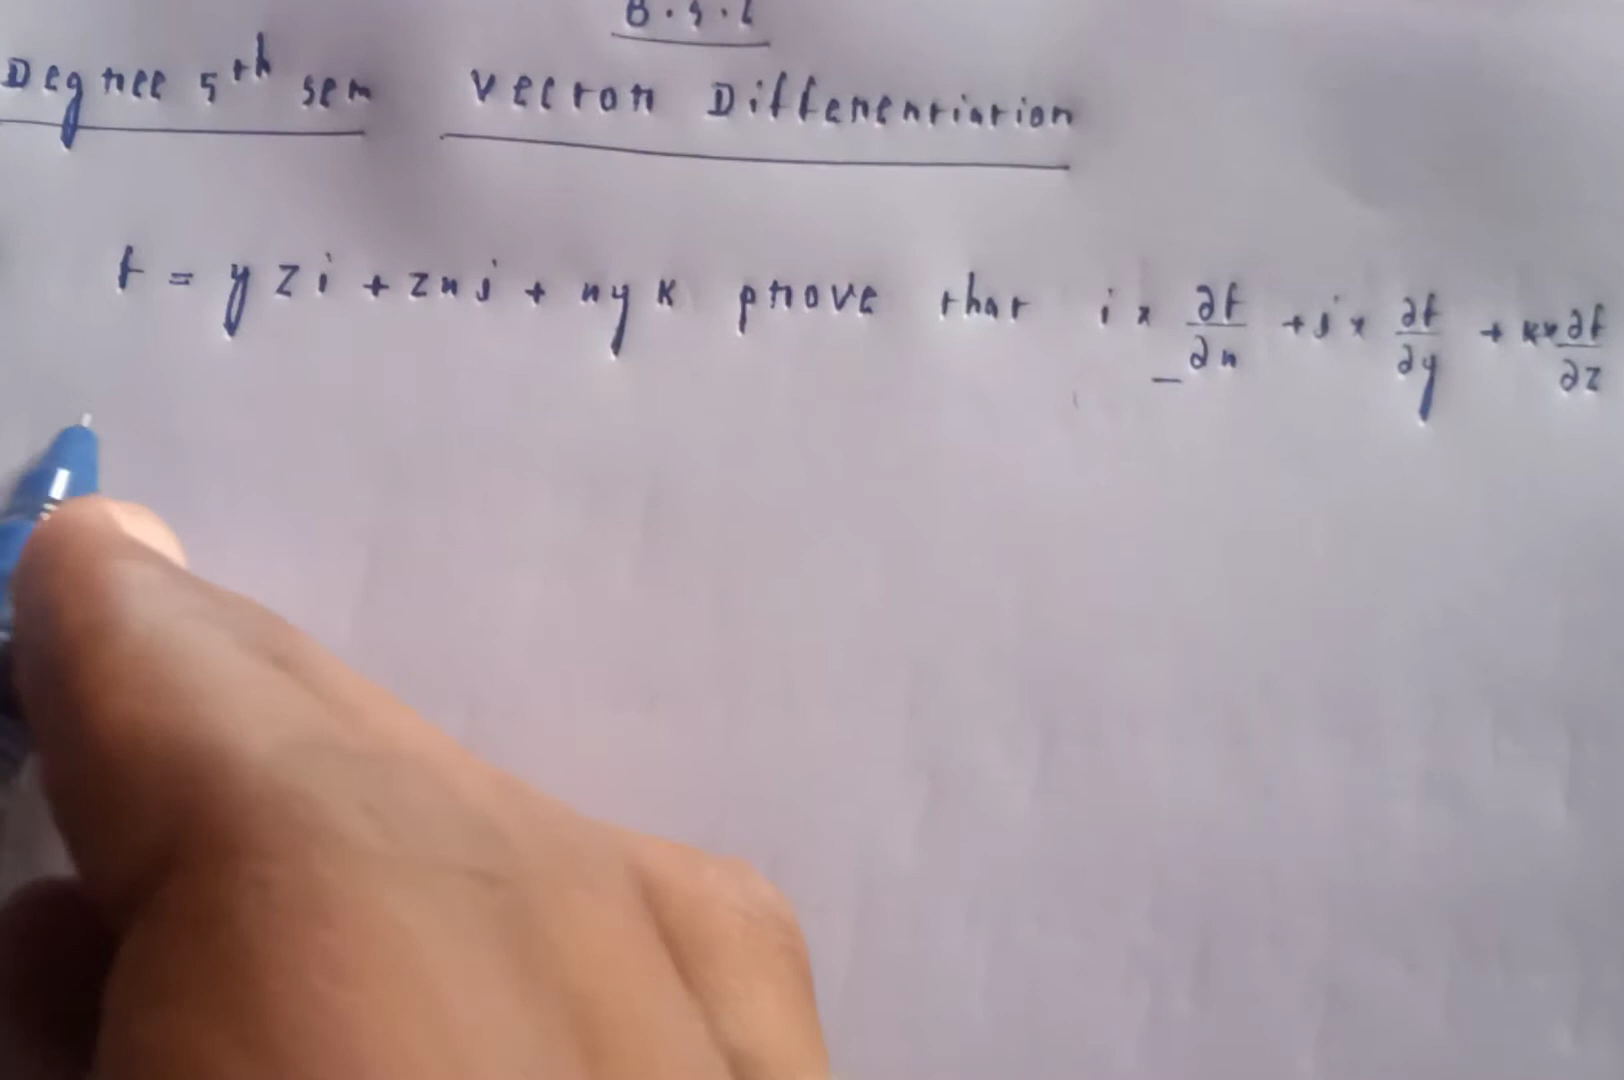 B.S.C
Degree 5th sem Vector Differentiation
f = yzi + zxj + xyk prove that i × ∂f/∂x + j × ∂f/∂y + k × ∂f/∂z